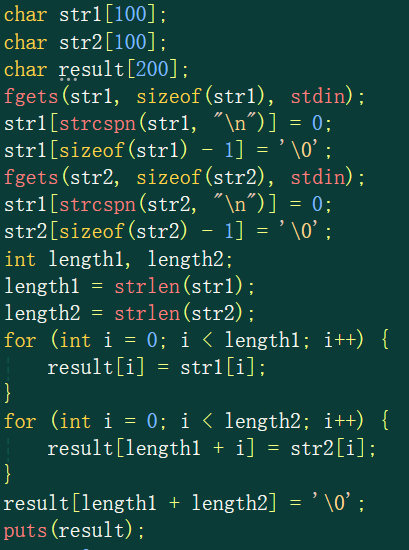 char str1[100];
char str2[100];
char result[200];
fgets(str1, sizeof(str1), stdin);
str1[strcspn(str1, "\n")] = 0;
str1[sizeof(str1) - 1] = '\0';
fgets(str2, sizeof(str2), stdin);
str1[strcspn(str2, "\n")] = 0;
str2[sizeof(str2) - 1] = '\0';
int length1, length2;
length1 = strlen(str1);
length2 = strlen(str2);
for (int i = 0; i < length1; i++) {
    result[i] = str1[i];
}
for (int i = 0; i < length2; i++) {
    result[length1 + i] = str2[i];
}
result[length1 + length2] = '\0';
puts(result);